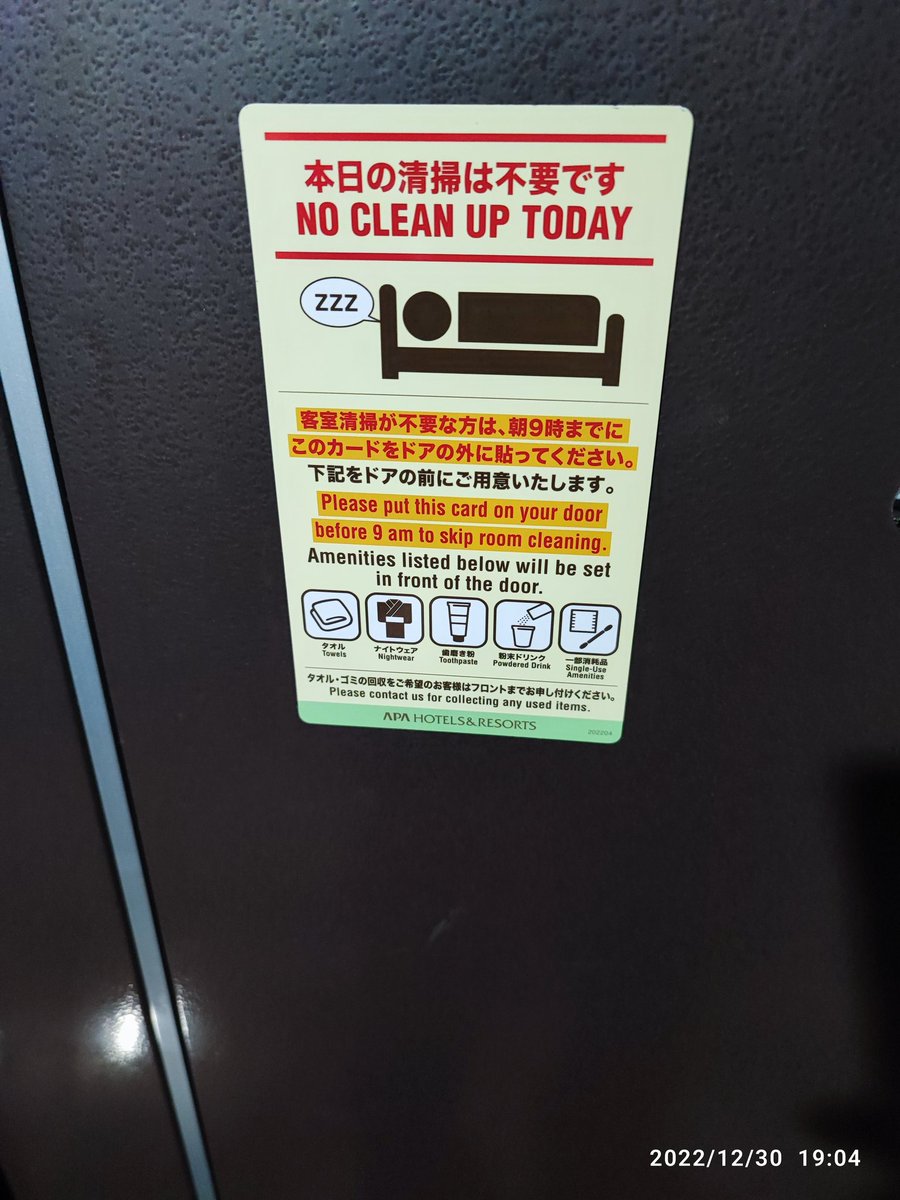 本日の清掃は不要です
NO CLEAN UP TODAY
ZZZ
客室清掃が不要な方は、朝9時までに
このカードをドアの外に貼ってください。
下記をドアの前にご用意いたします。
Please put this card on your door
before 9 am to skip room cleaning.
Amenities listed below will be set
in front of the door.
タオル
Towels
ナイトウェア
Nightwear
歯磨き粉
Toothpaste
粉末ドリンク
Powdered Drink
一部消耗品
Single-Use
Amenities
タオル・ゴミの回収をご希望のお客様はフロントまでお申し付けください。
Please contact us for collecting any used items.
APA HOTELS&RESORTS
202204
2022/12/30 19:04